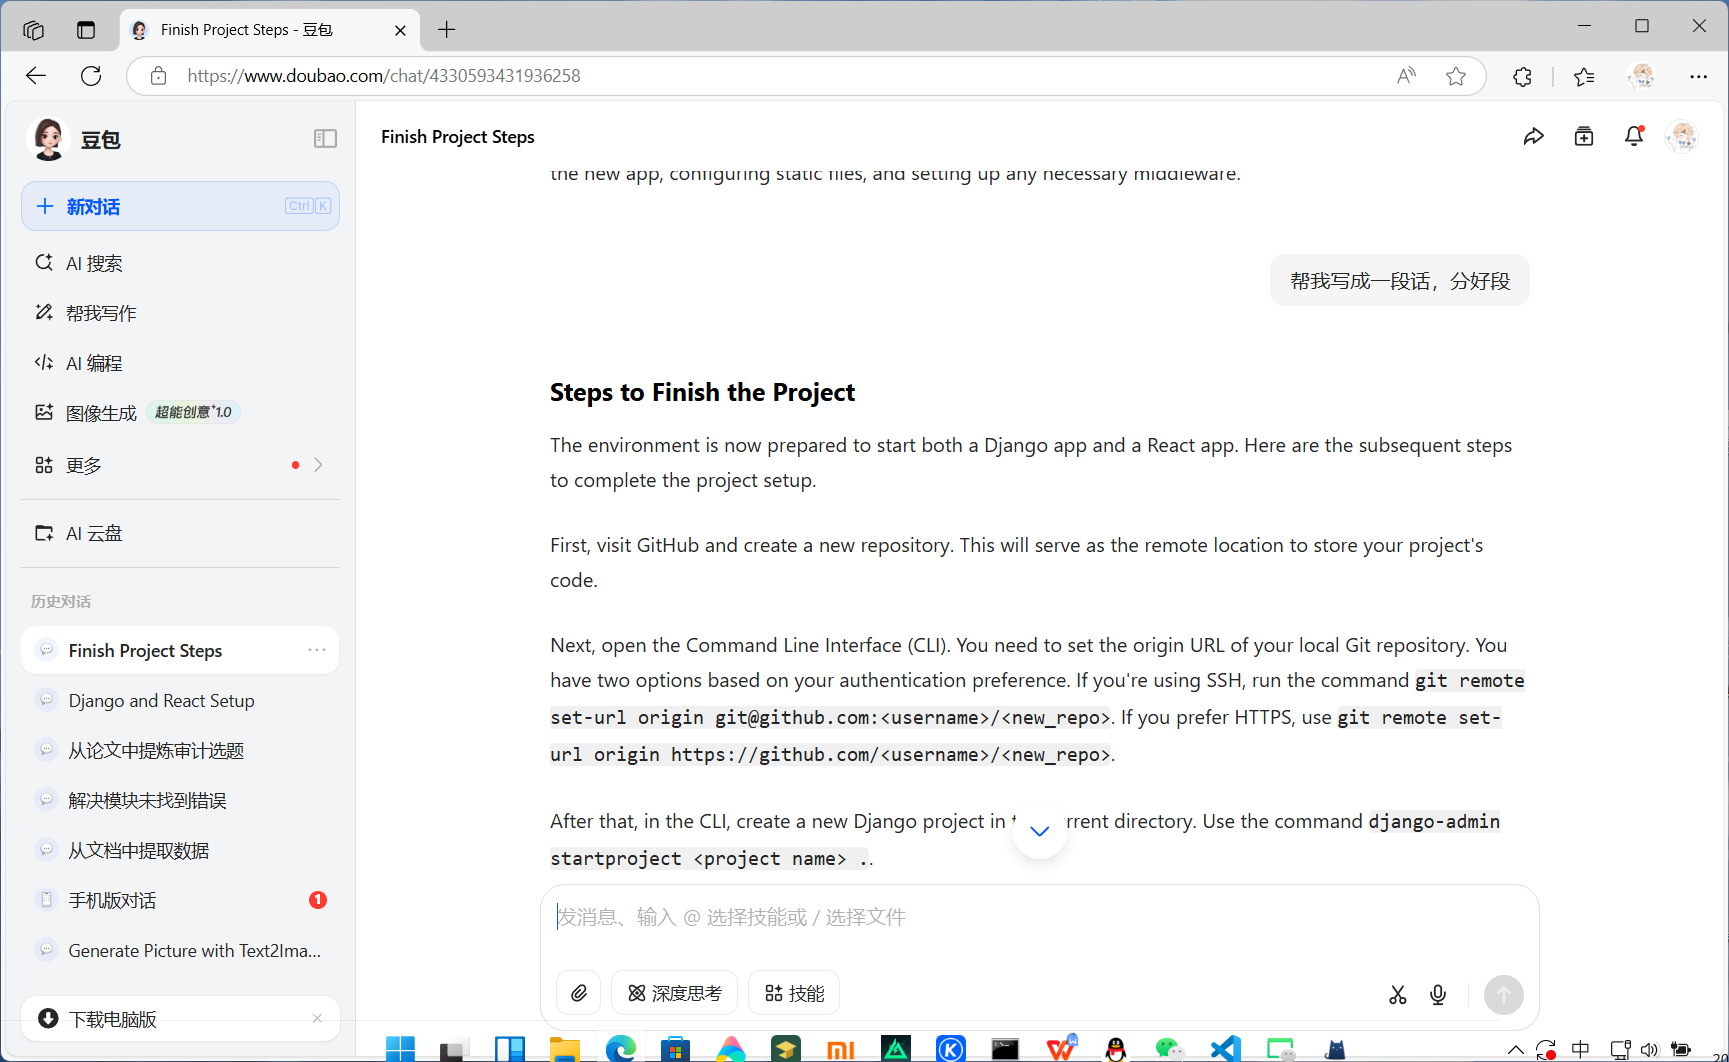 Finish Project Steps - 豆包
https://www.doubao.com/chat/4330593431936258
豆包
新对话
Ctrl K
AI 搜索
帮我写作
AI 编程
图像生成 超能创意 1.0
更多
AI 云盘
历史对话
Finish Project Steps
Django and React Setup
从论文中提炼审计选题
解决模块未找到错误
从文档中提取数据
手机版对话
1
Generate Picture with Text2Ima...
下载电脑版
Finish Project Steps
the new app, configuring static files, and setting up any necessary middleware.
帮我写成一段话，分好段
Steps to Finish the Project
The environment is now prepared to start both a Django app and a React app. Here are the subsequent steps
to complete the project setup.
First, visit GitHub and create a new repository. This will serve as the remote location to store your project's
code.
Next, open the Command Line Interface (CLI). You need to set the origin URL of your local Git repository. You
have two options based on your authentication preference. If you're using SSH, run the command git remote
set-url origin git@github.com:<username>/<new_repo>. If you prefer HTTPS, use git remote set-
url origin https://github.com/<username>/<new_repo>.
After that, in the CLI, create a new Django project in rrent directory. Use the command django-admin
startproject <project name> ..
发消息、输入 @ 选择技能或 / 选择文件
深度思考
技能
中